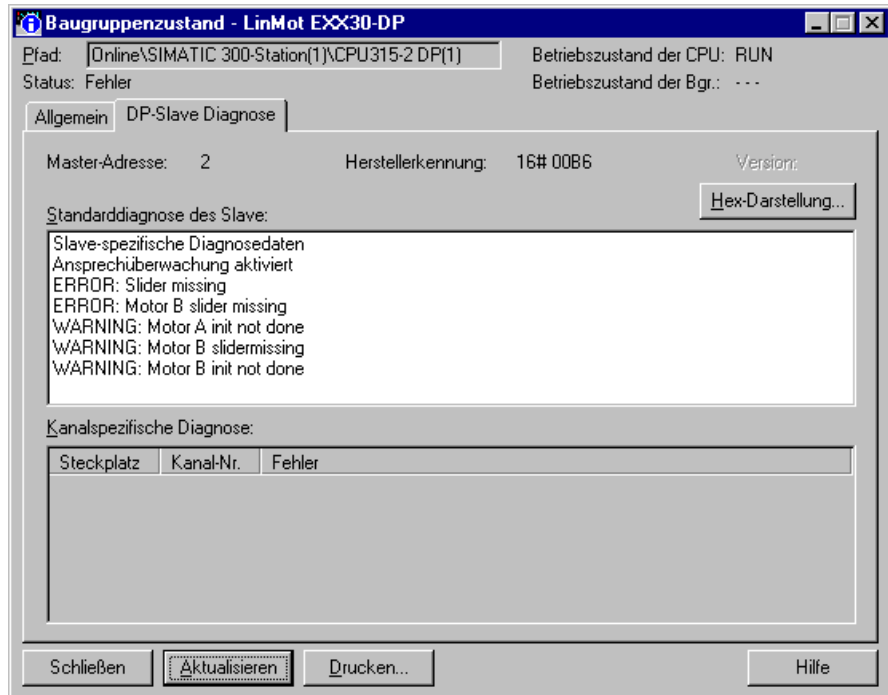 Baugruppenzustand - LinMot EXX30-DP
Pfad: Online\SIMATIC 300-Station(1)\CPU315-2 DP(1) Betriebszustand der CPU: RUN
Status: Fehler Betriebszustand der Bgr.: - - -
Allgemein DP-Slave Diagnose
Master-Adresse: 2 Herstellerkennung: 16# 00B6 Version:
Hex-Darstellung...
Standarddiagnose des Slave:
Slave-spezifische Diagnosedaten
Ansprechüberwachung aktiviert
ERROR: Slider missing
ERROR: Motor B slider missing
WARNING: Motor A init not done
WARNING: Motor B slidermissing
WARNING: Motor B init not done
Kanalspezifische Diagnose:
Steckplatz Kanal-Nr. Fehler
Schließen Aktualisieren Drucken... Hilfe